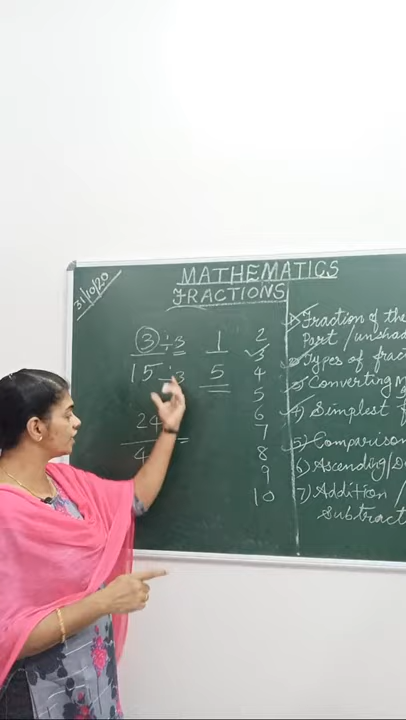 31/10/20
MATHEMATICS
FRACTIONS
3 ÷ 3
15 ÷ 3
1
5
24
4
=
2
3
4
5
6
7
8
9
10
1) Fraction of the
Part / unshad
2) Types of frac
3) Converting M
4) Simplest f
5) Comparison
6) Ascending/D
7) Addition /
Subtract